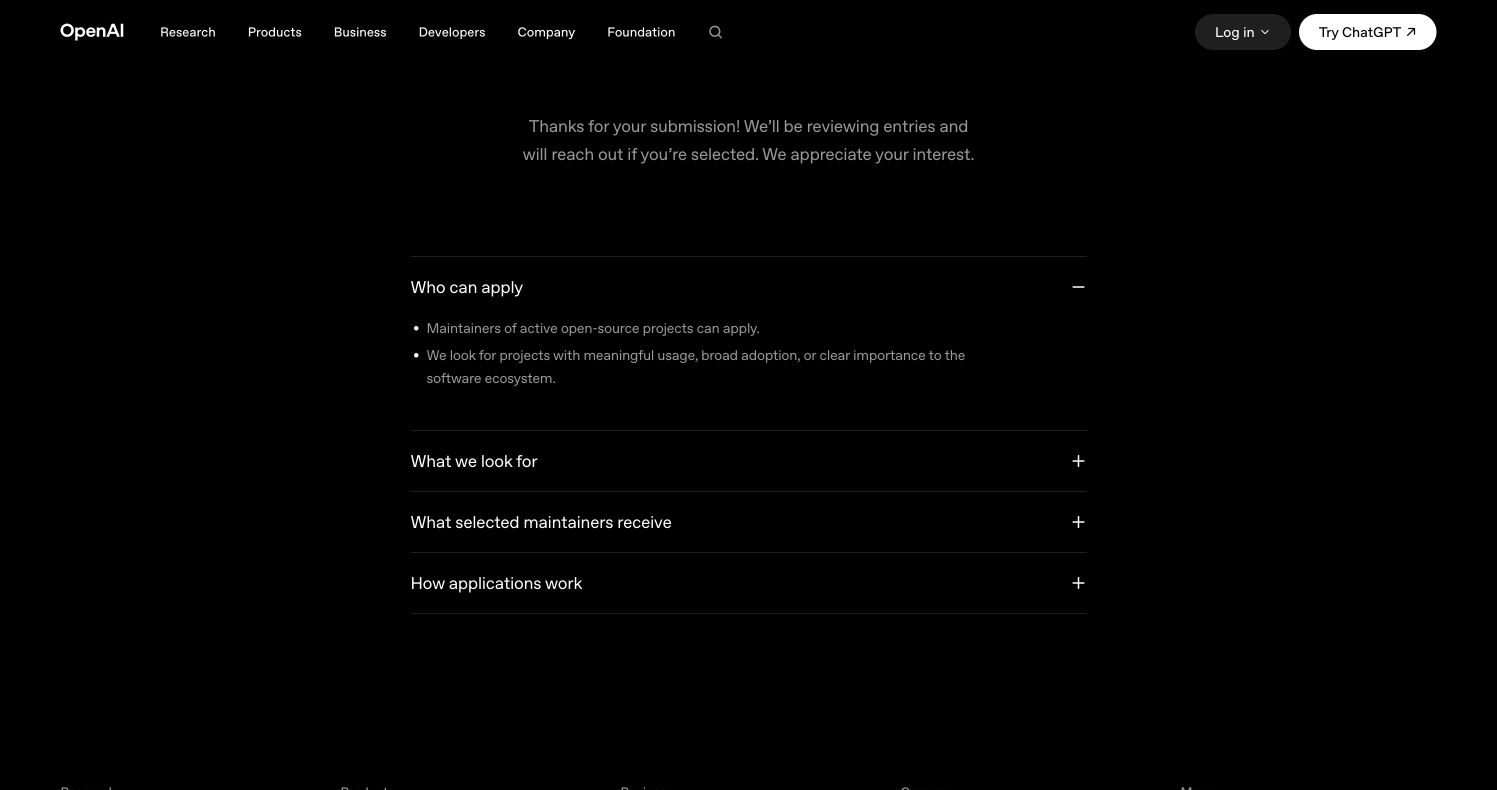 OpenAI
Research
Products
Business
Developers
Company
Foundation
Log in
Try ChatGPT
Thanks for your submission! We’ll be reviewing entries and
will reach out if you’re selected. We appreciate your interest.
Who can apply
Maintainers of active open-source projects can apply.
We look for projects with meaningful usage, broad adoption, or clear importance to the
software ecosystem.
What we look for
What selected maintainers receive
How applications work